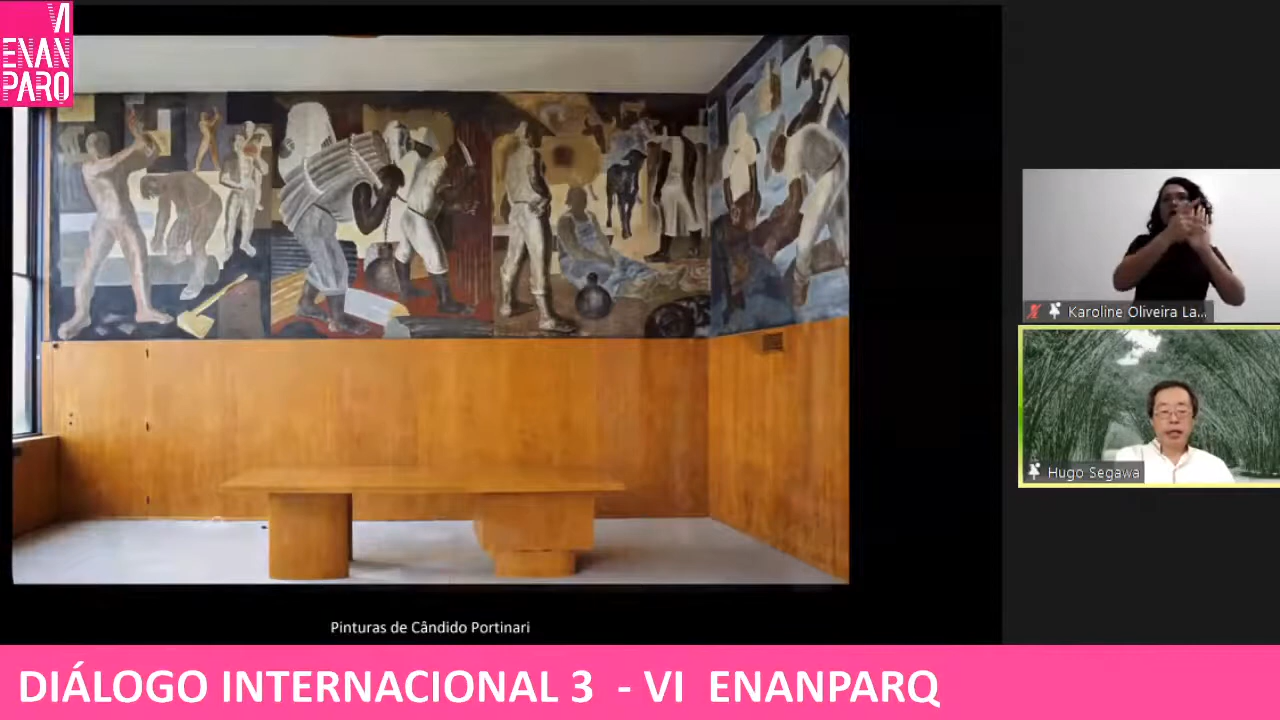 VI
ENAN
PARQ
Karoline Oliveira La...
Hugo Segawa
Pinturas de Cândido Portinari
DIÁLOGO INTERNACIONAL 3 - VI ENANPARQ